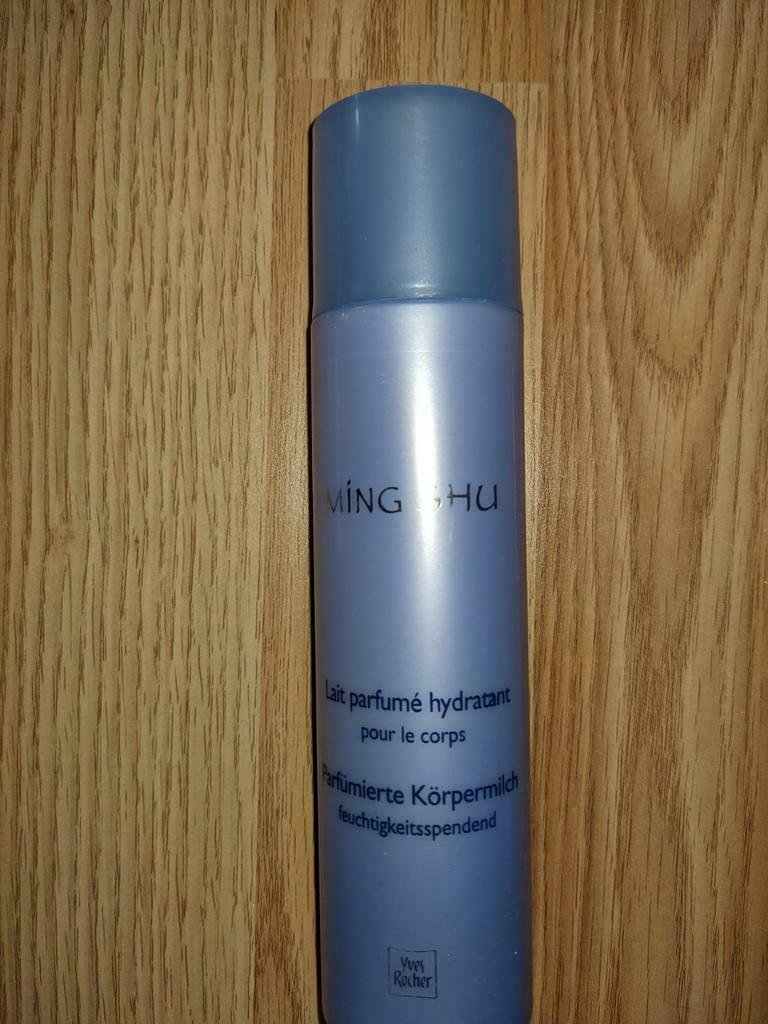 MING SHU
Lait parfumé hydratant
pour le corps
Parfümierte Körpermilch
feuchtigkeitsspendend
Yves
Rocher